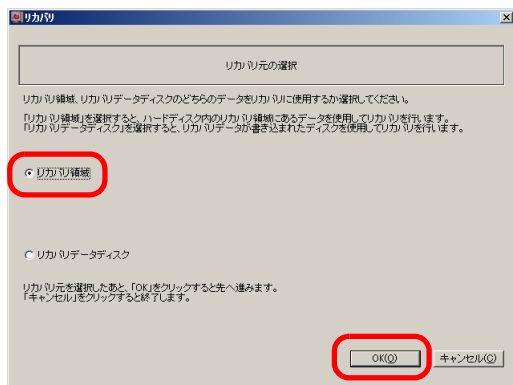 リカバリ
リカバリ元の選択
リカバリ領域、リカバリデータディスクのどちらのデータをリカバリに使用するか選択してください。
「リカバリ領域」を選択すると、ハードディスク内のリカバリ領域にあるデータを使用してリカバリを行います。
「リカバリデータディスク」を選択すると、リカバリデータが書き込まれたディスクを使用してリカバリを行います。
リカバリ領域
リカバリデータディスク
リカバリ元を選択したあと、「OK」をクリックすると先へ進みます。
「キャンセル」をクリックすると終了します。
OK(O) キャンセル(C)